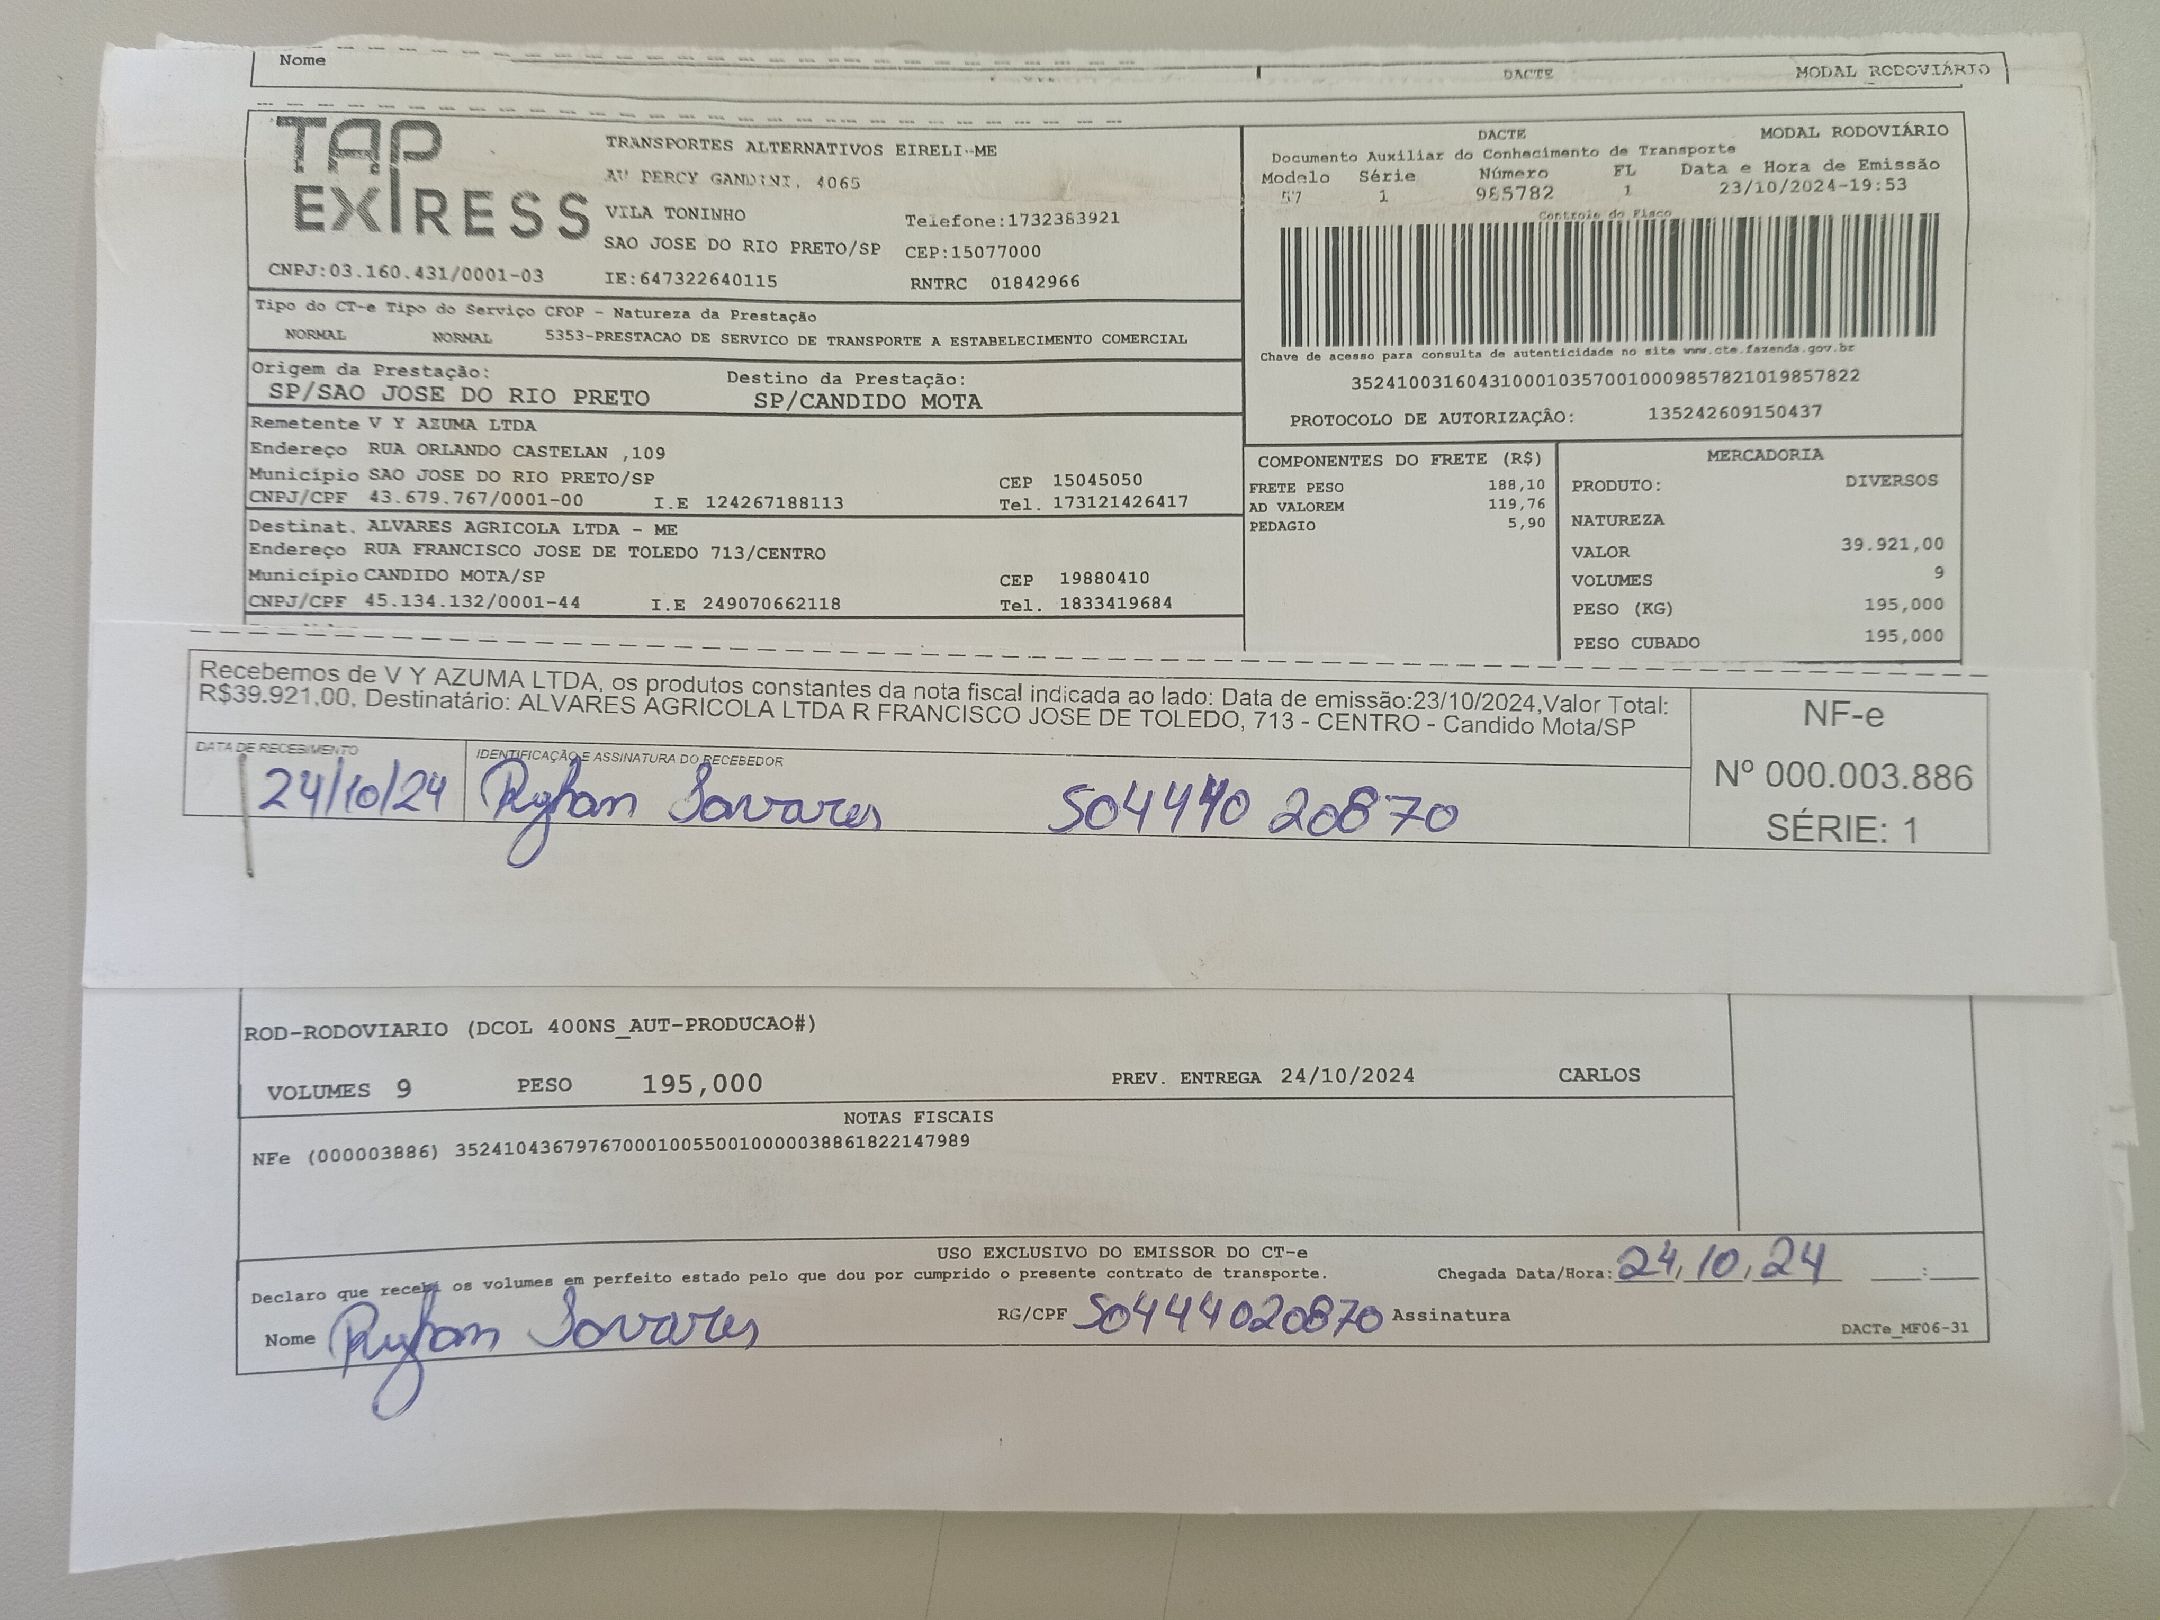 Nome
DACTE MODAL RODOVIÁRIO
TAP EXPRESS
TRANSPORTES ALTERNATIVOS EIRELI-ME
AV PERCY GANDINI, 4065
VILA TONINHO Telefone:1732363921
SAO JOSE DO RIO PRETO/SP CEP:15077000
CNPJ:03.160.431/0001-03 IE:647322640115 RNTRC 01842966
DACTE MODAL RODOVIÁRIO
Documento Auxiliar do Conhecimento de Transporte
Modelo Série Número FL Data e Hora de Emissão
57 1 985782 1 23/10/2024-19:53
Controle do Fisco
Chave de acesso para consulta de autenticidade no site www.cte.fazenda.gov.br
35241003160431000103570010009857821019857822
PROTOCOLO DE AUTORIZAÇÃO: 135242609150437
Tipo do CT-e Tipo do Serviço CFOP - Natureza da Prestação
NORMAL NORMAL 5353-PRESTACAO DE SERVICO DE TRANSPORTE A ESTABELECIMENTO COMERCIAL
Origem da Prestação: Destino da Prestação:
SP/SAO JOSE DO RIO PRETO SP/CANDIDO MOTA
Remetente V Y AZUMA LTDA
Endereço RUA ORLANDO CASTELAN ,109
Município SAO JOSE DO RIO PRETO/SP CEP 15045050
CNPJ/CPF 43.679.767/0001-00 I.E 124267188113 Tel. 173121426417
Destinat. ALVARES AGRICOLA LTDA - ME
Endereço RUA FRANCISCO JOSE DE TOLEDO 713/CENTRO
Município CANDIDO MOTA/SP CEP 19880410
CNPJ/CPF 45.134.132/0001-44 I.E 249070662118 Tel. 1833419684
COMPONENTES DO FRETE (R$)
FRETE PESO 188,10
AD VALOREM 119,76
PEDAGIO 5,90
MERCADORIA
PRODUTO: DIVERSOS
NATUREZA
VALOR 39.921,00
VOLUMES 9
PESO (KG) 195,000
PESO CUBADO 195,000
Recebemos de V Y AZUMA LTDA, os produtos constantes da nota fiscal indicada ao lado: Data de emissão:23/10/2024,Valor Total:
R$39.921,00, Destinatário: ALVARES AGRICOLA LTDA R FRANCISCO JOSE DE TOLEDO, 713 - CENTRO - Candido Mota/SP
DATA DE RECEBIMENTO IDENTIFICAÇÃO E ASSINATURA DO RECEBEDOR
24/10/24 Ryhan Tavares 50444020870
NF-e
Nº 000.003.886
SÉRIE: 1
ROD-RODOVIARIO (DCOL 400NS_AUT-PRODUCAO#)
VOLUMES 9 PESO 195,000 PREV. ENTREGA 24/10/2024 CARLOS
NOTAS FISCAIS
NFe (000003886) 35241043679767000100550010000038861822147989
USO EXCLUSIVO DO EMISSOR DO CT-e
Declaro que recebi os volumes em perfeito estado pelo que dou por cumprido o presente contrato de transporte. Chegada Data/Hora: 24,10,24 :
Nome Ryhan Tavares RG/CPF 50444020870 Assinatura
DACTe_MF06-31